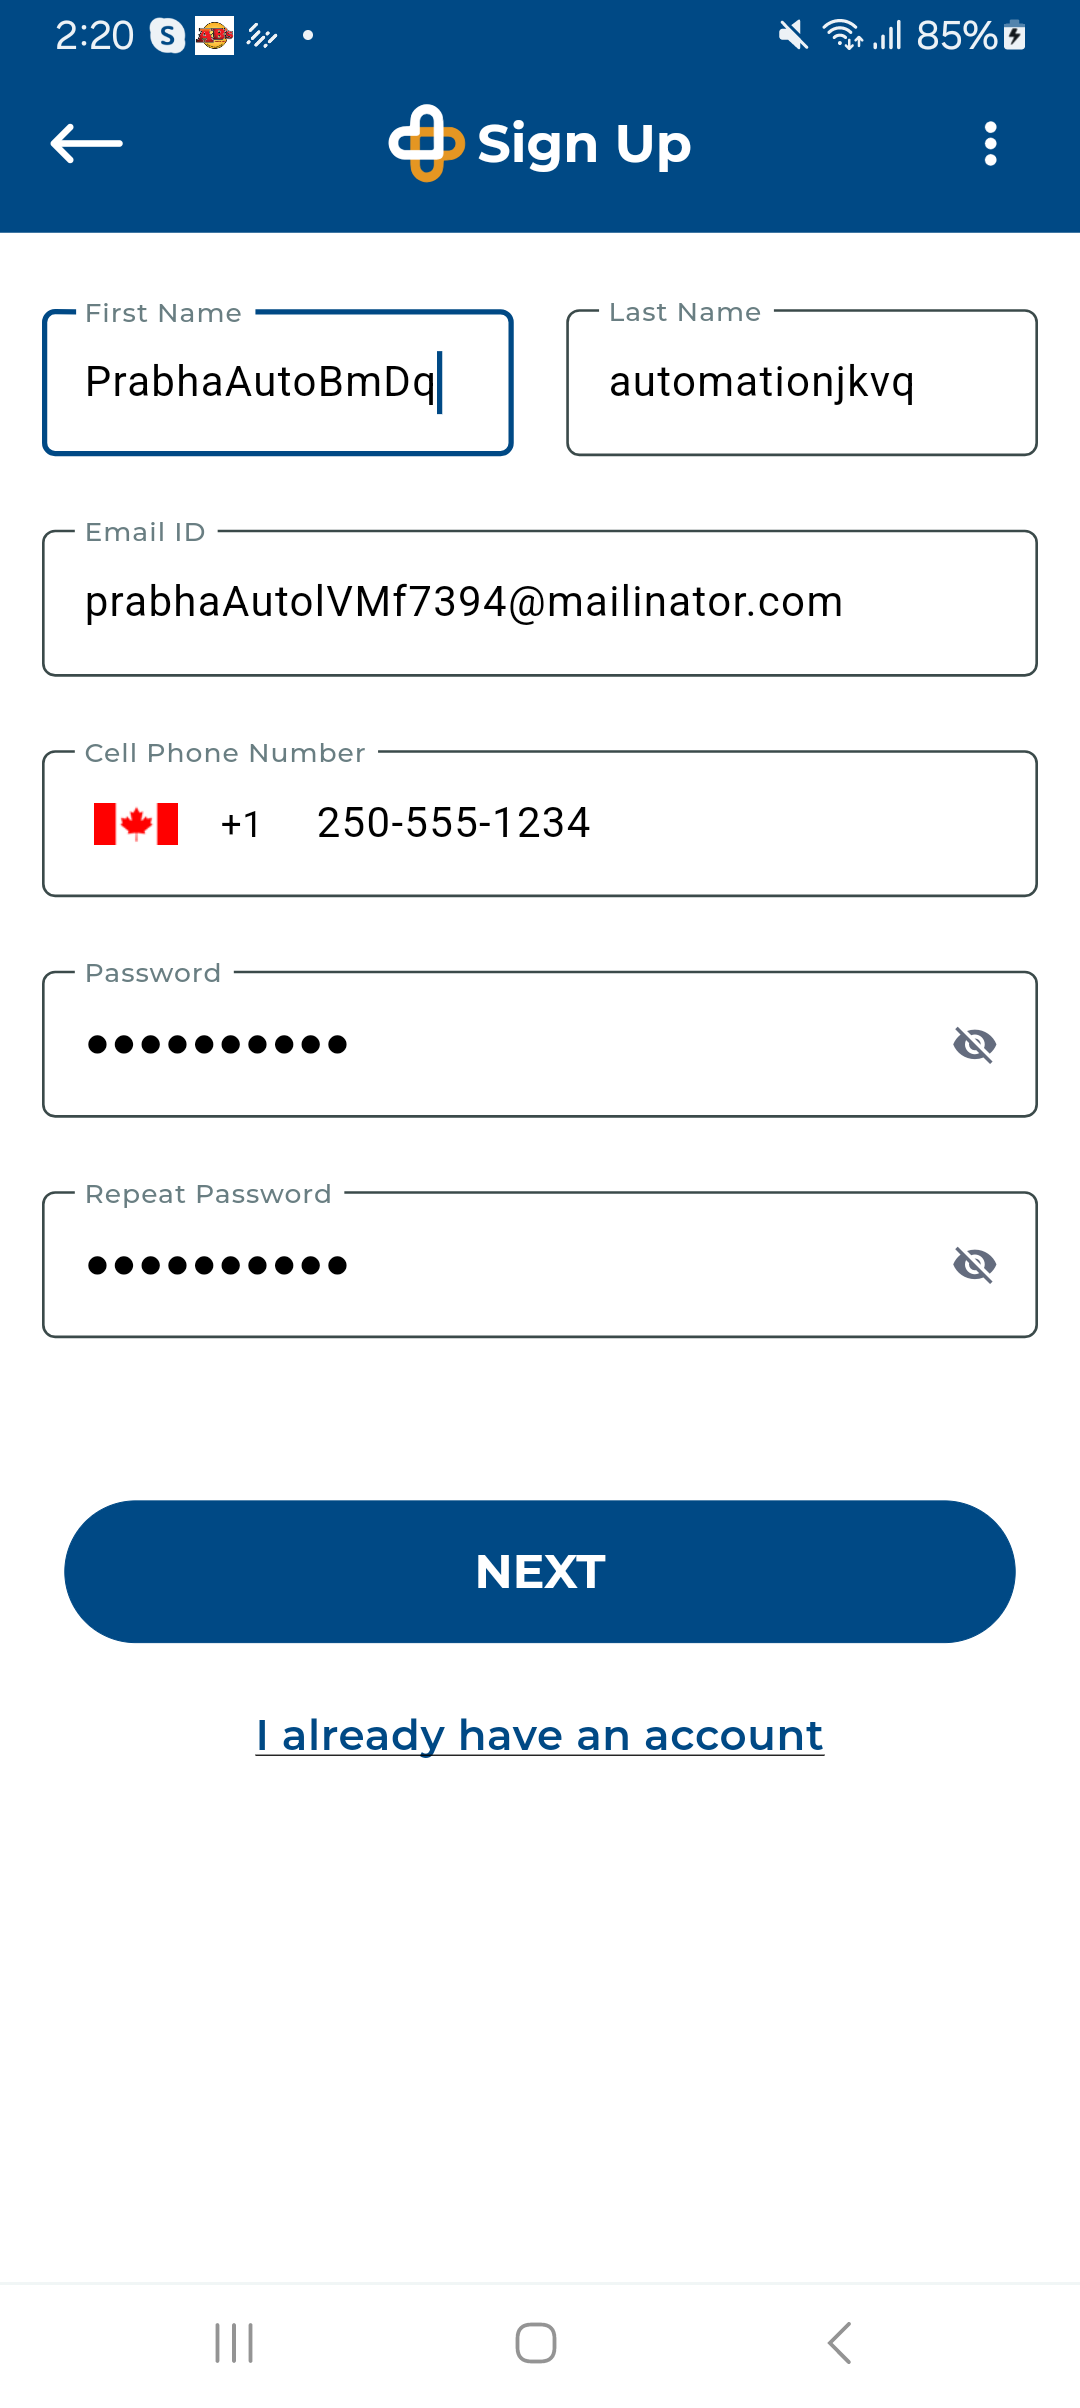 2:20
85%
Sign Up
First Name
PrabhaAutoBmDq
Last Name
automationjkvq
Email ID
prabhaAutolVMf7394@mailinator.com
Cell Phone Number
+1 250-555-1234
Password
Repeat Password
NEXT
I already have an account